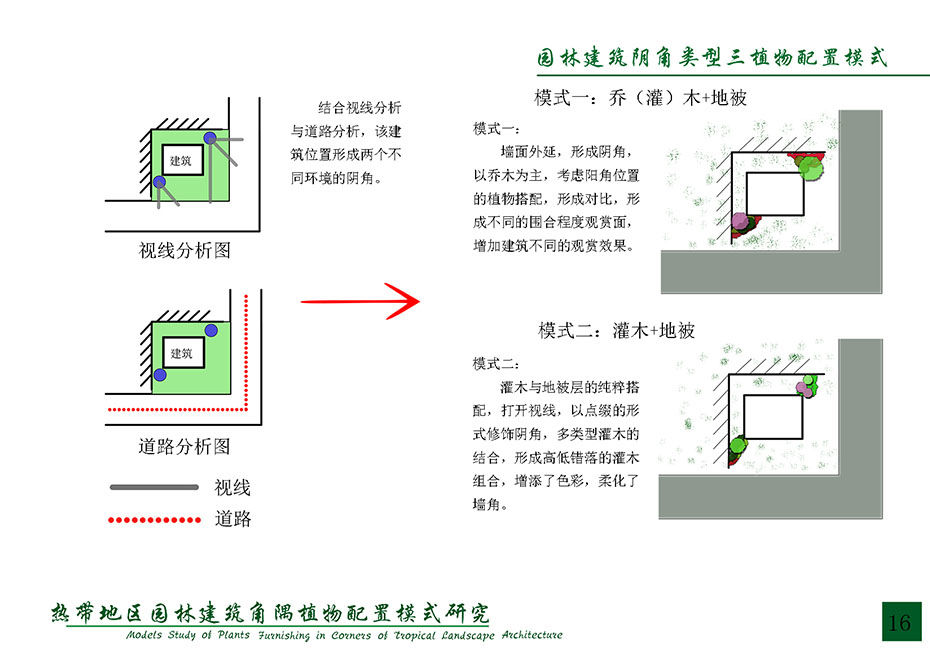 园林建筑阴角类型三植物配置模式
结合视线分析
与道路分析，该建
筑位置形成两个不
同环境的阴角。
建筑
视线分析图
建筑
道路分析图
视线
道路
模式一：乔（灌）木+地被
模式一：
墙面外延，形成阴角，
以乔木为主，考虑阳角位置
的植物搭配，形成对比，形
成不同的围合程度观赏面，
增加建筑不同的观赏效果。
模式二：灌木+地被
模式二：
灌木与地被层的纯粹搭
配，打开视线，以点缀的形
式修饰阴角，多类型灌木的
结合，形成高低错落的灌木
组合，增添了色彩，柔化了
墙角。
热带地区园林建筑角隅植物配置模式研究
Models Study of Plants Furnishing in Corners of Tropical Landscape Architecture
16